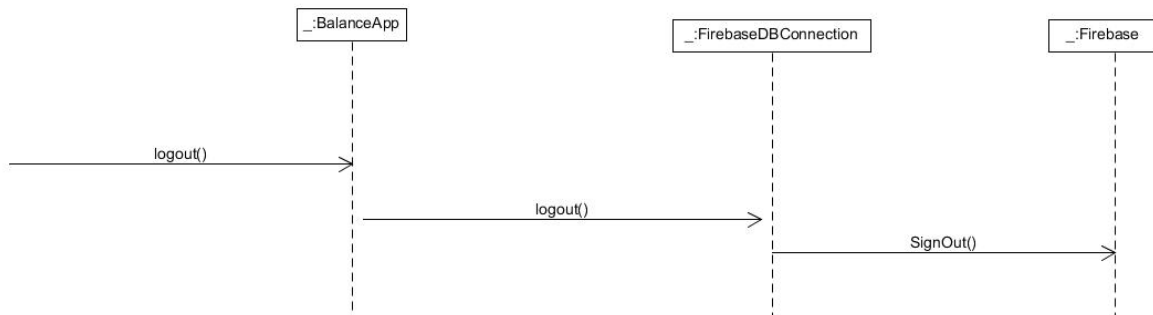 _:BalanceApp
_:FirebaseDBConnection
_:Firebase
logout()
logout()
SignOut()